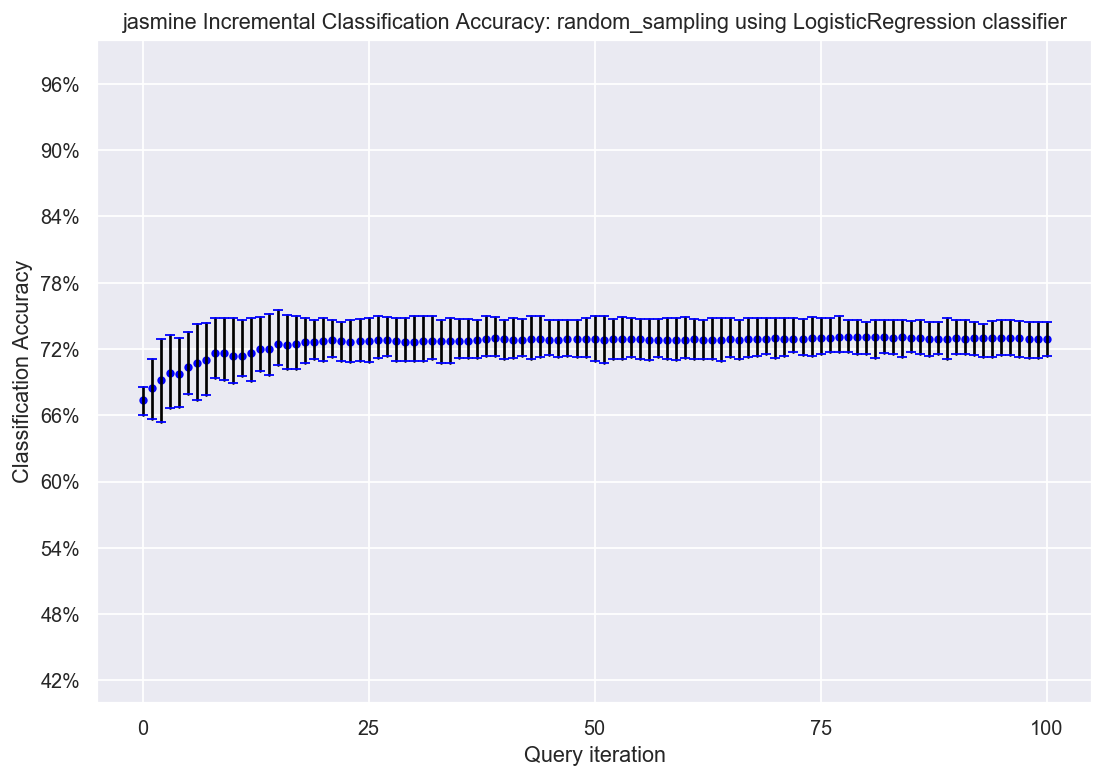 jasmine Incremental Classification Accuracy: random_sampling using LogisticRegression classifier
96%
90%
84%
78%
72%
66%
60%
54%
48%
42%
Classification Accuracy
0 25 50 75 100
Query iteration